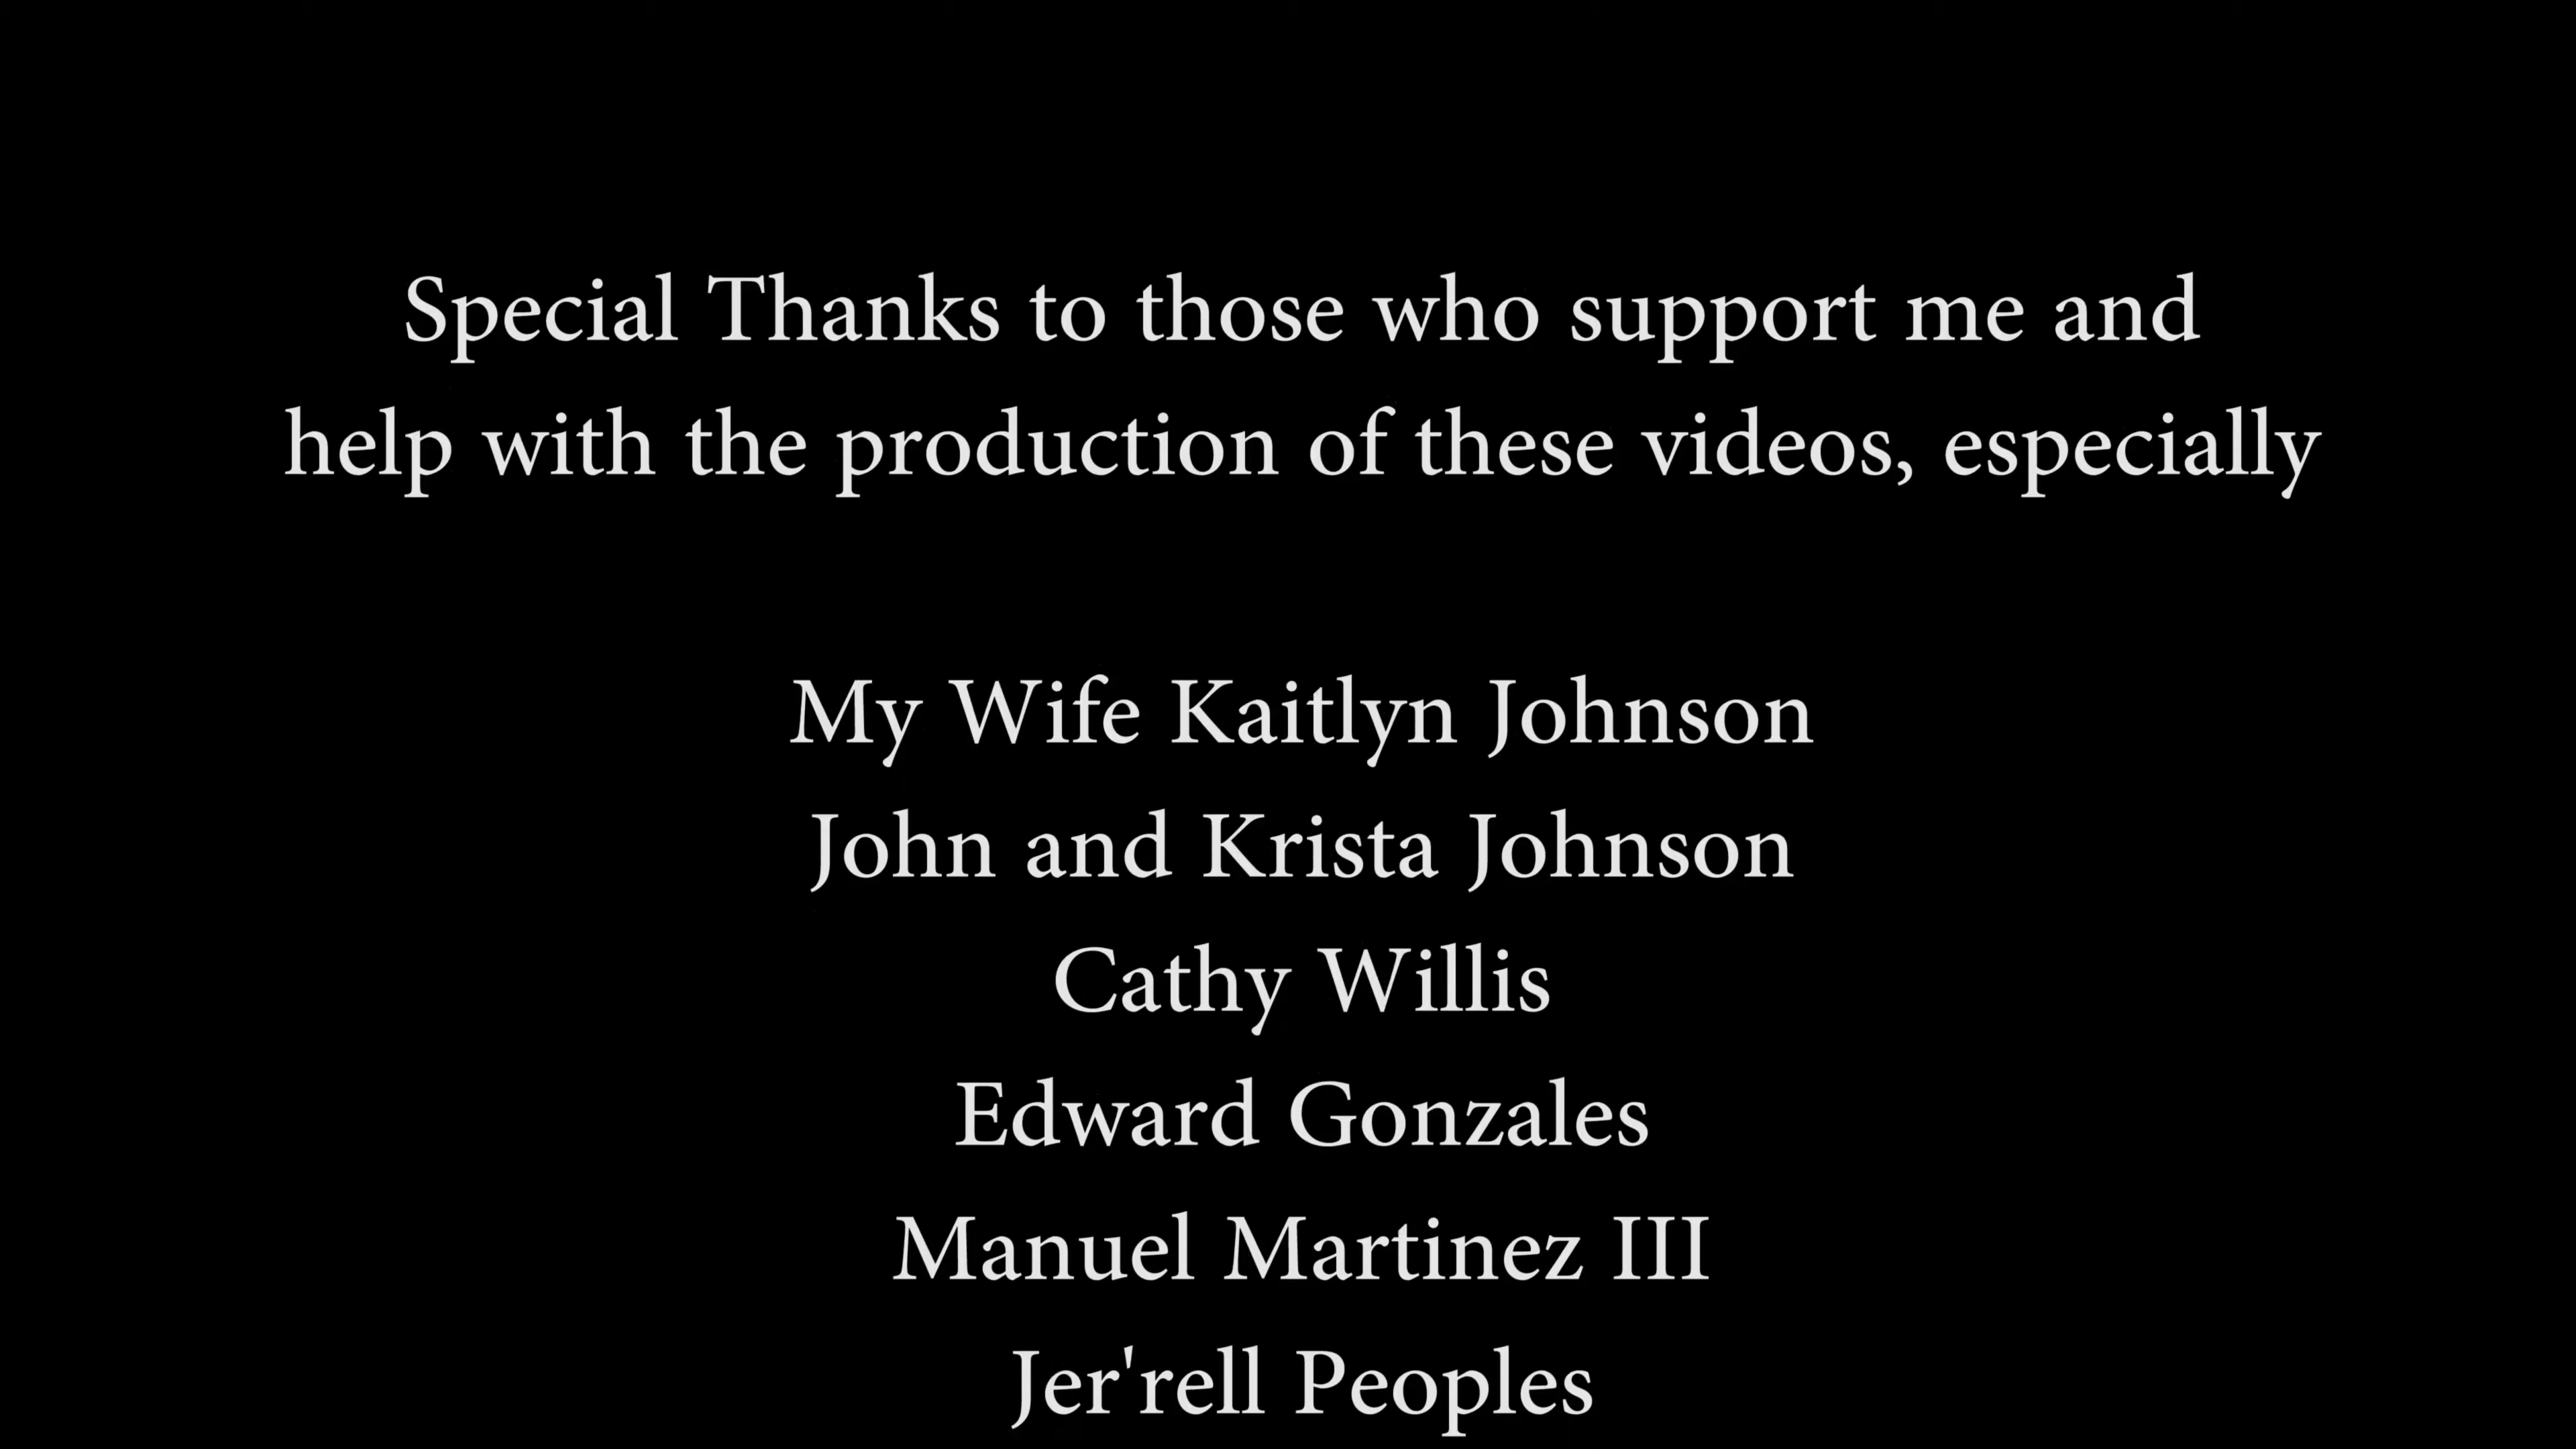 Special Thanks to those who support me and
help with the production of these videos, especially
My Wife Kaitlyn Johnson
John and Krista Johnson
Cathy Willis
Edward Gonzales
Manuel Martinez III
Jer'rell Peoples